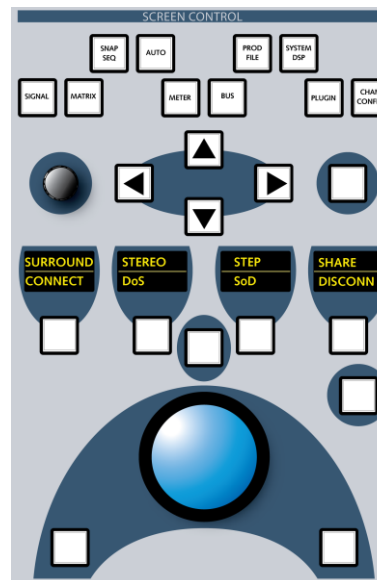 SCREEN CONTROL
SNAP
SEQ
AUTO
PROD
FILE
SYSTEM
DSP
SIGNAL
MATRIX
METER
BUS
PLUGIN
SURROUND
CONNECT
STEREO
DoS
STEP
SoD
SHARE
DISCONN